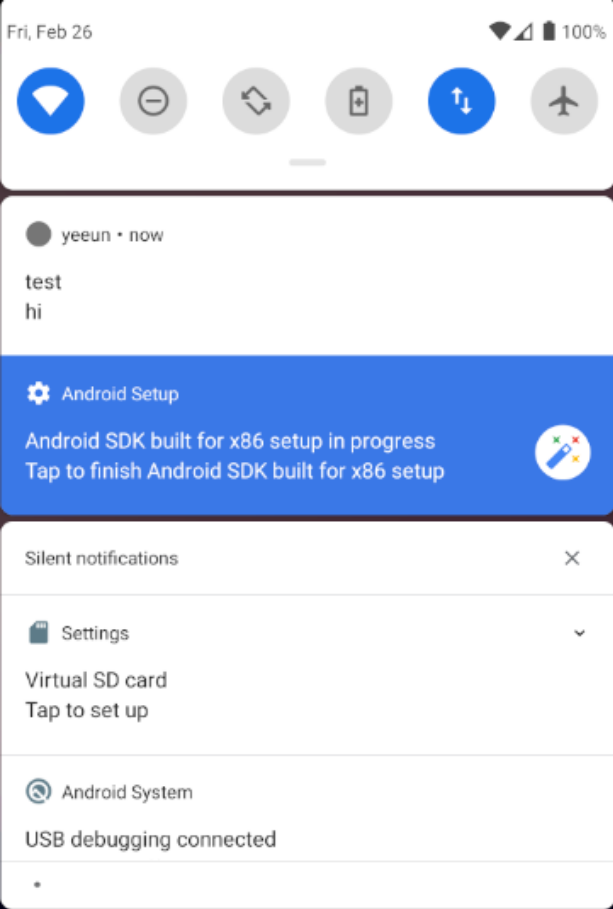 Fri, Feb 26 100%
yeeun • now
test
hi
Android Setup
Android SDK built for x86 setup in progress
Tap to finish Android SDK built for x86 setup
Silent notifications
Settings
Virtual SD card
Tap to set up
Android System
USB debugging connected